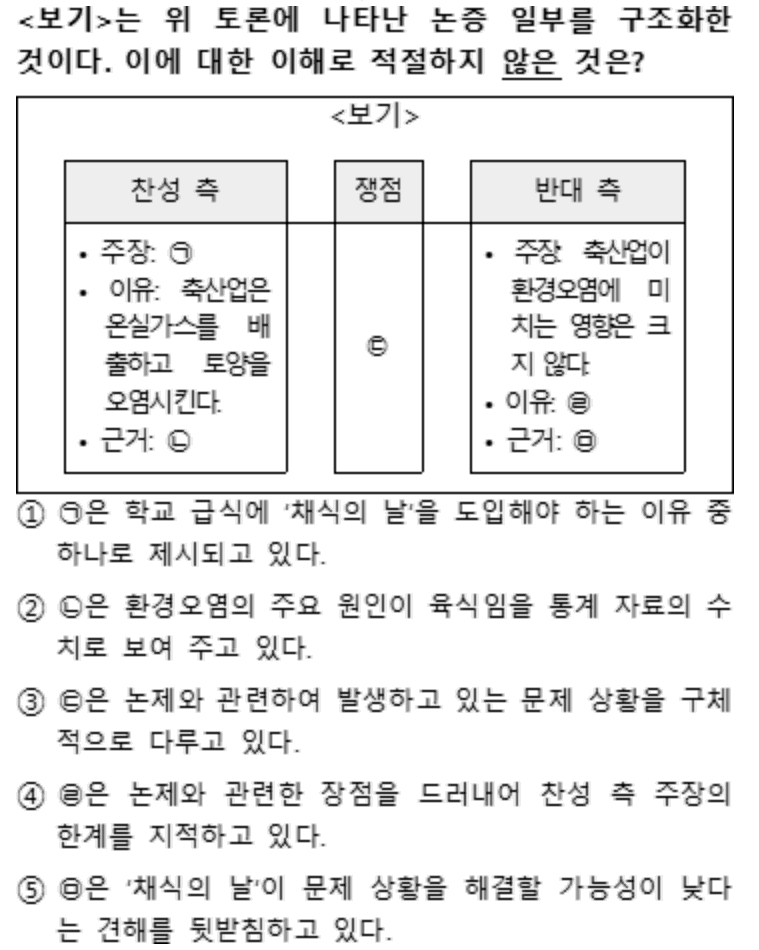 <보기>는 위 토론에 나타난 논증 일부를 구조화한
것이다. 이에 대한 이해로 적절하지 않은 것은?
<보기>
찬성 측
• 주장: ㉠
• 이유: 축산업은
온실가스를 배
출하고 토양을
오염시킨다.
• 근거: ㉡
쟁점
㉢
반대 측
• 주장: 축산업이
환경오염에 미
치는 영향은 크
지 않다.
• 이유: ㉣
• 근거: ㉤
① ㉠은 학교 급식에 '채식의 날'을 도입해야 하는 이유 중
하나로 제시되고 있다.
② ㉡은 환경오염의 주요 원인이 육식임을 통계 자료의 수
치로 보여 주고 있다.
③ ㉢은 논제와 관련하여 발생하고 있는 문제 상황을 구체
적으로 다루고 있다.
④ ㉣은 논제와 관련한 장점을 드러내어 찬성 측 주장의
한계를 지적하고 있다.
⑤ ㉤은 '채식의 날'이 문제 상황을 해결할 가능성이 낮다
는 견해를 뒷받침하고 있다.